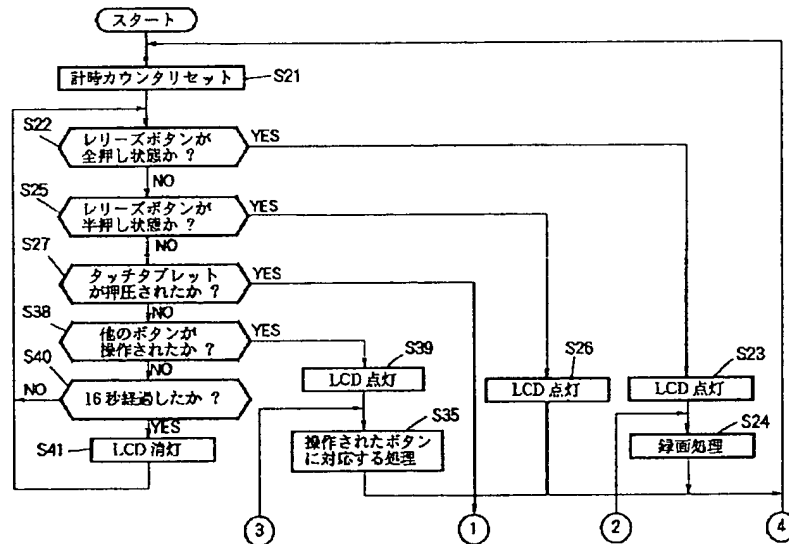 スタート
計時カウンタリセット
S21
S22
レリーズボタンが
全押し状態か ?
YES
NO
S25
レリーズボタンが
半押し状態か ?
YES
NO
S27
タッチタブレット
が押圧されたか ?
YES
NO
S38
他のボタンが
操作されたか ?
YES
NO
S39
LCD 点灯
S26
LCD 点灯
S23
LCD 点灯
S40
16 秒経過したか ?
NO
YES
S35
操作されたボタン
に対応する処理
S24
録画処理
S41
LCD 消灯
3
1
2
4